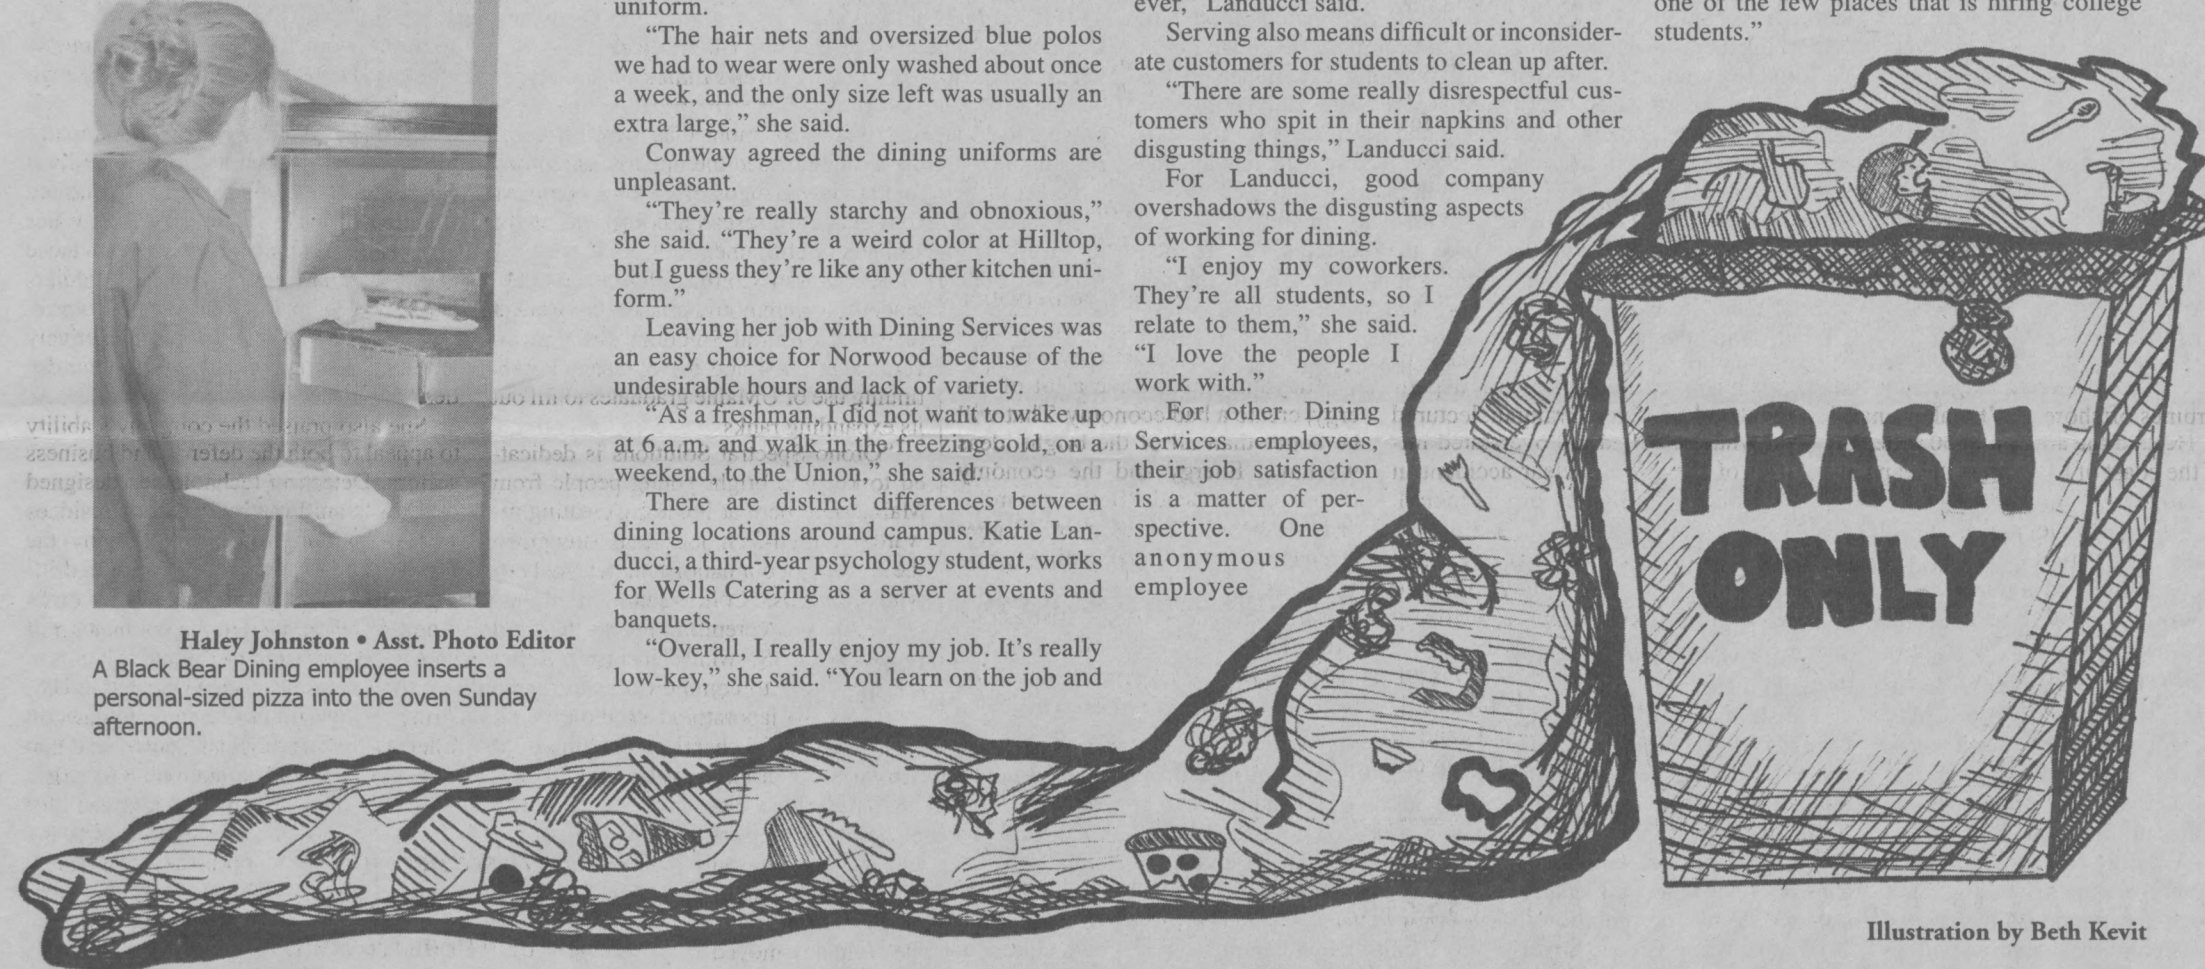 Haley Johnston • Asst. Photo Editor
A Black Bear Dining employee inserts a
personal-sized pizza into the oven Sunday
afternoon.
uniform.
“The hair nets and oversized blue polos
we had to wear were only washed about once
a week, and the only size left was usually an
extra large,” she said.
Conway agreed the dining uniforms are
unpleasant.
“They’re really starchy and obnoxious,”
she said. “They’re a weird color at Hilltop,
but I guess they’re like any other kitchen uni-
form.”
Leaving her job with Dining Services was
an easy choice for Norwood because of the
undesirable hours and lack of variety.
“As a freshman, I did not want to wake up
at 6 a.m. and walk in the freezing cold, on a
weekend, to the Union,” she said.
There are distinct differences between
dining locations around campus. Katie Lan-
ducci, a third-year psychology student, works
for Wells Catering as a server at events and
banquets.
“Overall, I really enjoy my job. It’s really
low-key,” she said. “You learn on the job and
ever,” Landucci said.
Serving also means difficult or inconsider-
ate customers for students to clean up after.
“There are some really disrespectful cus-
tomers who spit in their napkins and other
disgusting things,” Landucci said.
For Landucci, good company
overshadows the disgusting aspects
of working for dining.
“I enjoy my coworkers.
They’re all students, so I
relate to them,” she said.
“I love the people I
work with.”
For other Dining
Services employees,
their job satisfaction
is a matter of per-
spective. One
anonymous
employee
one of the few places that is hiring college
students.”
TRASH
ONLY
Illustration by Beth Kevit